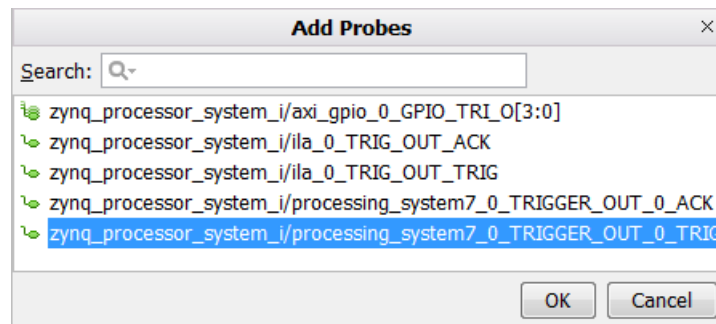 Add Probes
Search:
zynq_processor_system_i/axi_gpio_0_GPIO_TRI_O[3:0]
zynq_processor_system_i/ila_0_TRIG_OUT_ACK
zynq_processor_system_i/ila_0_TRIG_OUT_TRIG
zynq_processor_system_i/processing_system7_0_TRIGGER_OUT_0_ACK
zynq_processor_system_i/processing_system7_0_TRIGGER_OUT_0_TRIG
OK Cancel